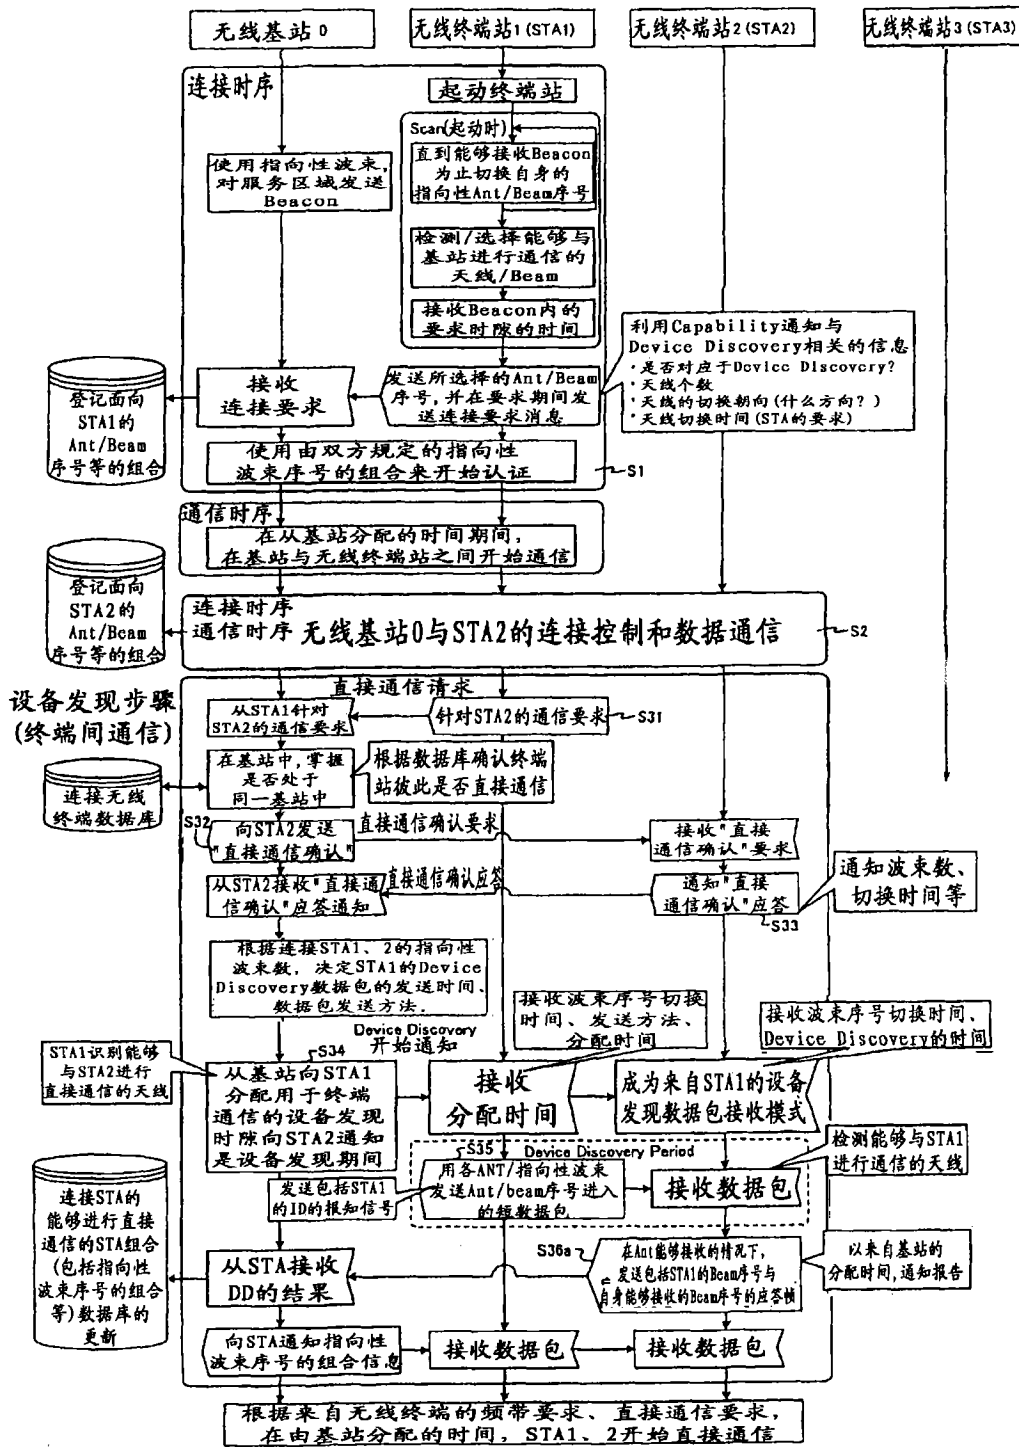 无线基站0
无线终端站1(STA1)
无线终端站2(STA2)
无线终端站3(STA3)
连接时序
起动终端站
Scan(起动时)
直到能够接收Beacon
为止切换自身的
指向性Ant/Beam序号
使用指向性波束,
对服务区域发送
Beacon
检测/选择能够与
基站进行通信的
天线/Beam
接收Beacon内的
要求时隙的时间
利用Capability通知与
Device Discovery相关的信息
·是否对应于Device Discovery?
·天线个数
·天线的切换朝向(什么方向?)
·天线切换时间(STA的要求)
登记面向
STA1的
Ant/Beam
序号等的组合
接收
连接要求
发送所选择的Ant/Beam
序号,并在要求期间发
送连接要求消息
使用由双方规定的指向性
波束序号的组合来开始认证
S1
通信时序
在从基站分配的时间期间,
在基站与无线终端站之间开始通信
登记面向
STA2的
Ant/Beam
序号等的组合
连接时序
通信时序
无线基站0与STA2的连接控制和数据通信
S2
设备发现步骤
(终端间通信)
直接通信请求
从STA1针对
STA2的通信要求
针对STA2的通信要求
S31
连接无线
终端数据库
在基站中,掌握
是否处于
同一基站中
根据数据库确认终端
站彼此是否直接通信
S32
向STA2发送
"直接通信确认"
直接通信确认要求
接收"直接
通信确认"要求
从STA2接收"直接通
信确认"应答通知
直接通信确认应答
通知"直接
通信确认"应答
S33
通知波束数、
切换时间等
根据连接STA1、2的指向性
波束数, 决定STA1的Device
Discovery数据包的发送时间、
数据包发送方法.
Device Discovery
开始通知
接收波束序号切换
时间、发送方法、
分配时间
接收波束序号切换时间、
Device Discovery的时间
S34
STA1识别能够
与STA2进行
直接通信的天线
从基站向STA1
分配用于终端
通信的设备发现
时隙向STA2通知
是设备发现期间
接收
分配时间
成为来自STA1的设备
发现数据包接收模式
S35
Device Discovery Period
检测能够与STA1
进行通信的天线
发送包括STA1
的ID的报知信号
用各ANT/指向性波束
发送Ant/beam序号进入
的短数据包
接收数据包
连接STA的
能够进行直接
通信的STA组合
(包括指向性
波束序号的组合
等)数据库的
更新
从STA接收
DD的结果
S36a
在Ant能够接收的情况下,
发送包括STA1的Beam序号与
自身能够接收的Beam序号的应答帧
以来自基站的
分配时间,通知报告
向STA通知指向性
波束序号的组合信息
接收数据包
接收数据包
根据来自无线终端的频带要求、直接通信要求,
在由基站分配的时间, STA1、2开始直接通信